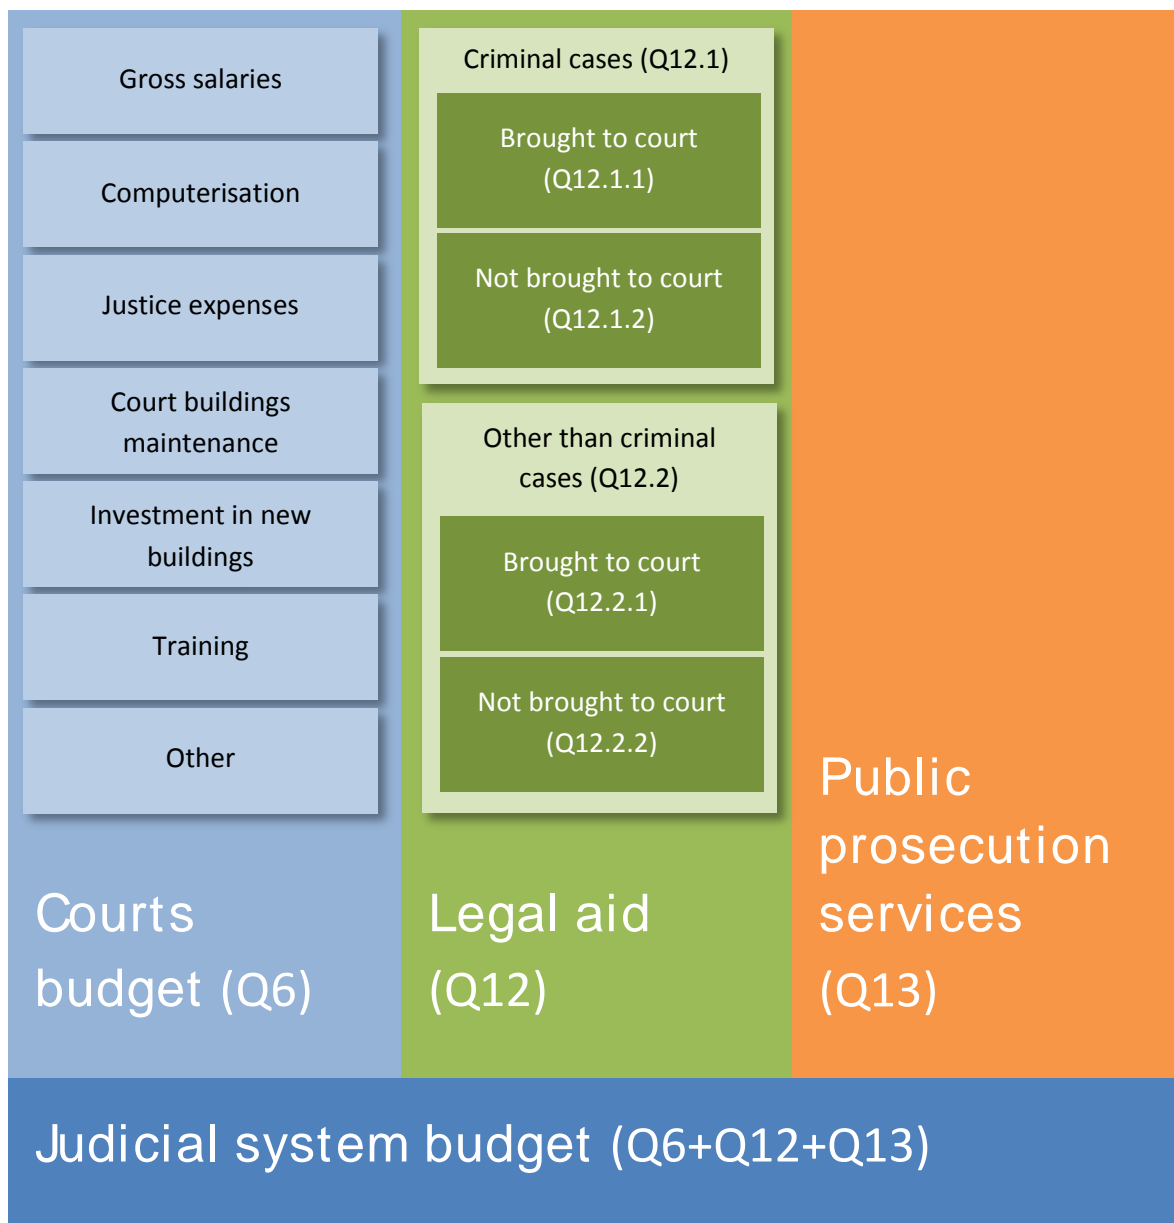 Gross salaries
Computerisation
Justice expenses
Court buildings
maintenance
Investment in new
buildings
Training
Other
Courts
budget (Q6)
Criminal cases (Q12.1)
Brought to court
(Q12.1.1)
Not brought to court
(Q12.1.2)
Other than criminal
cases (Q12.2)
Brought to court
(Q12.2.1)
Not brought to court
(Q12.2.2)
Legal aid
(Q12)
Public
prosecution
services
(Q13)
Judicial system budget (Q6+Q12+Q13)